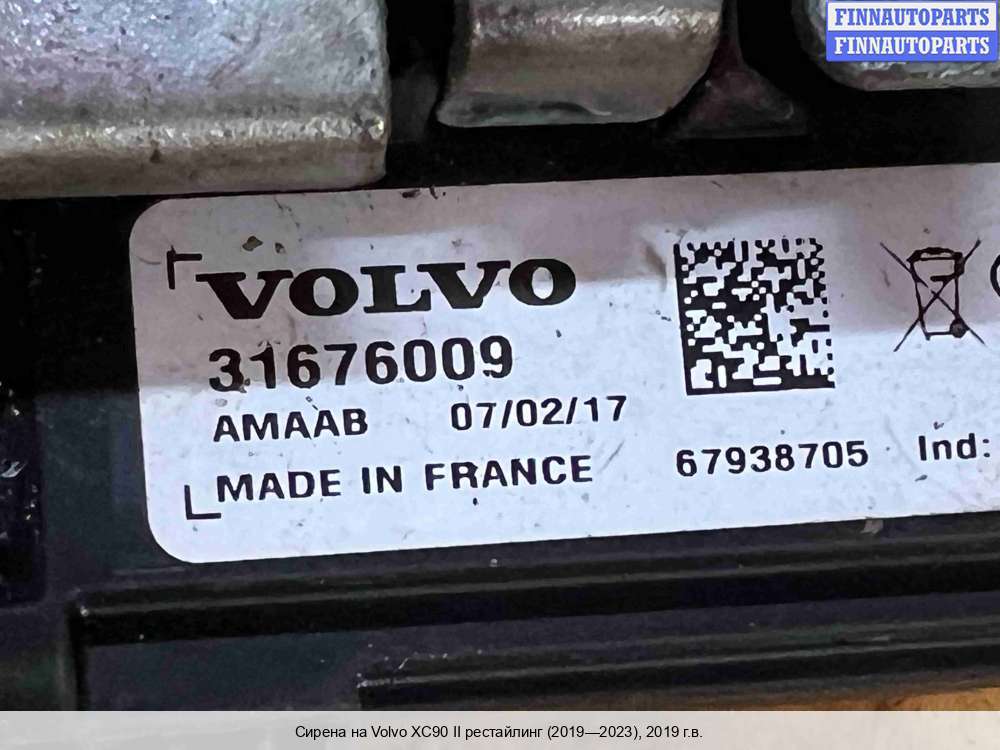 FINNAUTOPARTS
FINNAUTOPARTS
VOLVO
31676009
AMAAB 07/02/17
MADE IN FRANCE 67938705 Ind:
Сирена на Volvo XC90 II рестайлинг (2019—2023), 2019 г.в.